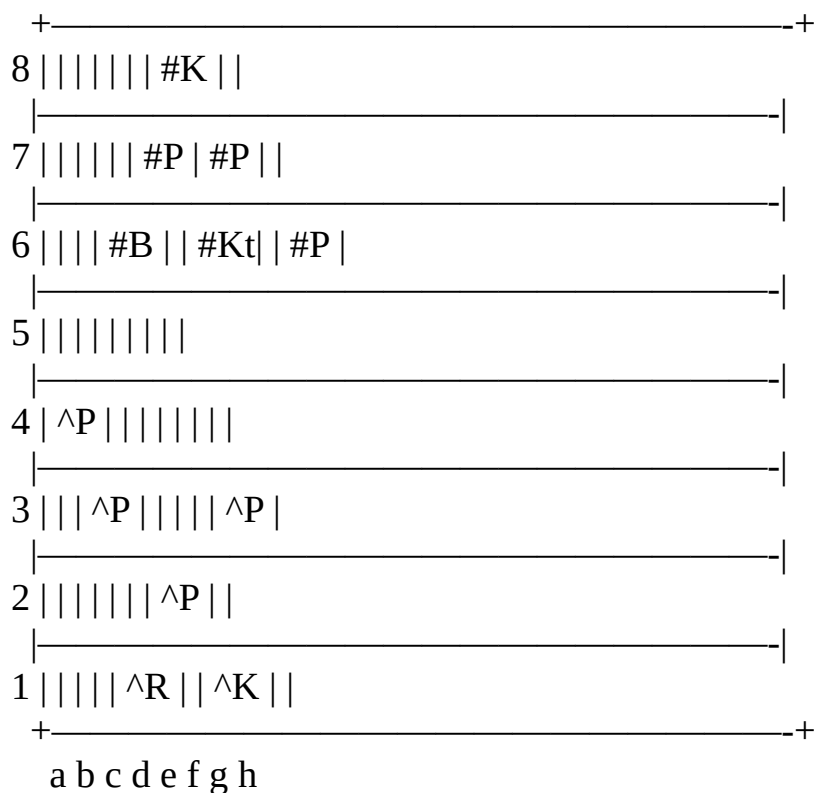 +——————————————————-+
8 | | | | | | | #K | |
|——————————————————-|
7 | | | | | | #P | #P | |
|——————————————————-|
6 | | | | #B | | #Kt| | #P |
|——————————————————-|
5 | | | | | | | | |
|——————————————————-|
4 | ^P | | | | | | | |
|——————————————————-|
3 | | | ^P | | | | | ^P |
|——————————————————-|
2 | | | | | | | ^P | |
|——————————————————-|
1 | | | | | ^R | | ^K | |
+——————————————————-+
a b c d e f g h